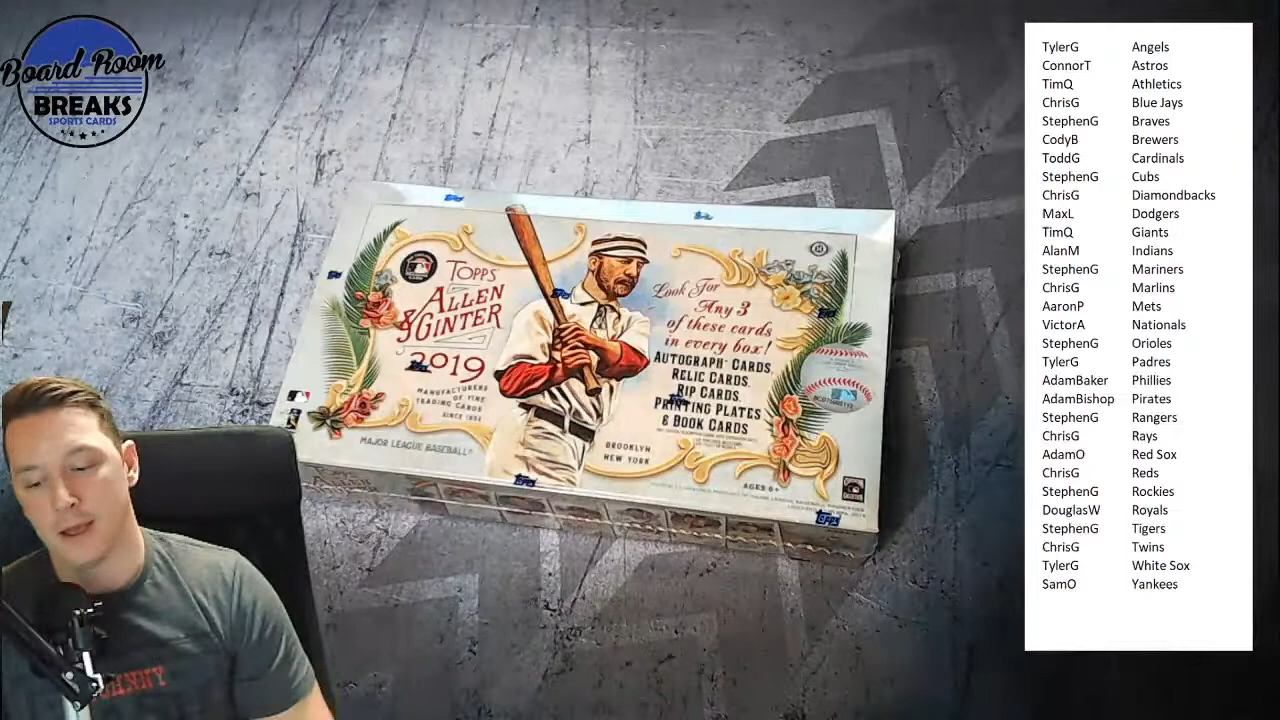 Board Room
BREAKS
SPORTS CARDS
TOPPS
ALLEN
& GINTER
2019
MANUFACTURERS
OF FINE
TRADING CARDS
SINCE
MAJOR LEAGUE BASEBALL
Look For
Any 3
of these cards
in every box!
AUTOGRAPH CARDS,
RELIC CARDS,
RIP CARDS,
PRINTING PLATES
& BOOK CARDS
BROOKLYN
NEW YORK
AGES 6+
Topps
JOHNNY
TylerG Angels
ConnorT Astros
TimQ Athletics
ChrisG Blue Jays
StephenG Braves
CodyB Brewers
ToddG Cardinals
StephenG Cubs
ChrisG Diamondbacks
MaxL Dodgers
TimQ Giants
AlanM Indians
StephenG Mariners
ChrisG Marlins
AaronP Mets
VictorA Nationals
StephenG Orioles
TylerG Padres
AdamBaker Phillies
AdamBishop Pirates
StephenG Rangers
ChrisG Rays
AdamO Red Sox
ChrisG Reds
StephenG Rockies
DouglasW Royals
StephenG Tigers
ChrisG Twins
TylerG White Sox
SamO Yankees